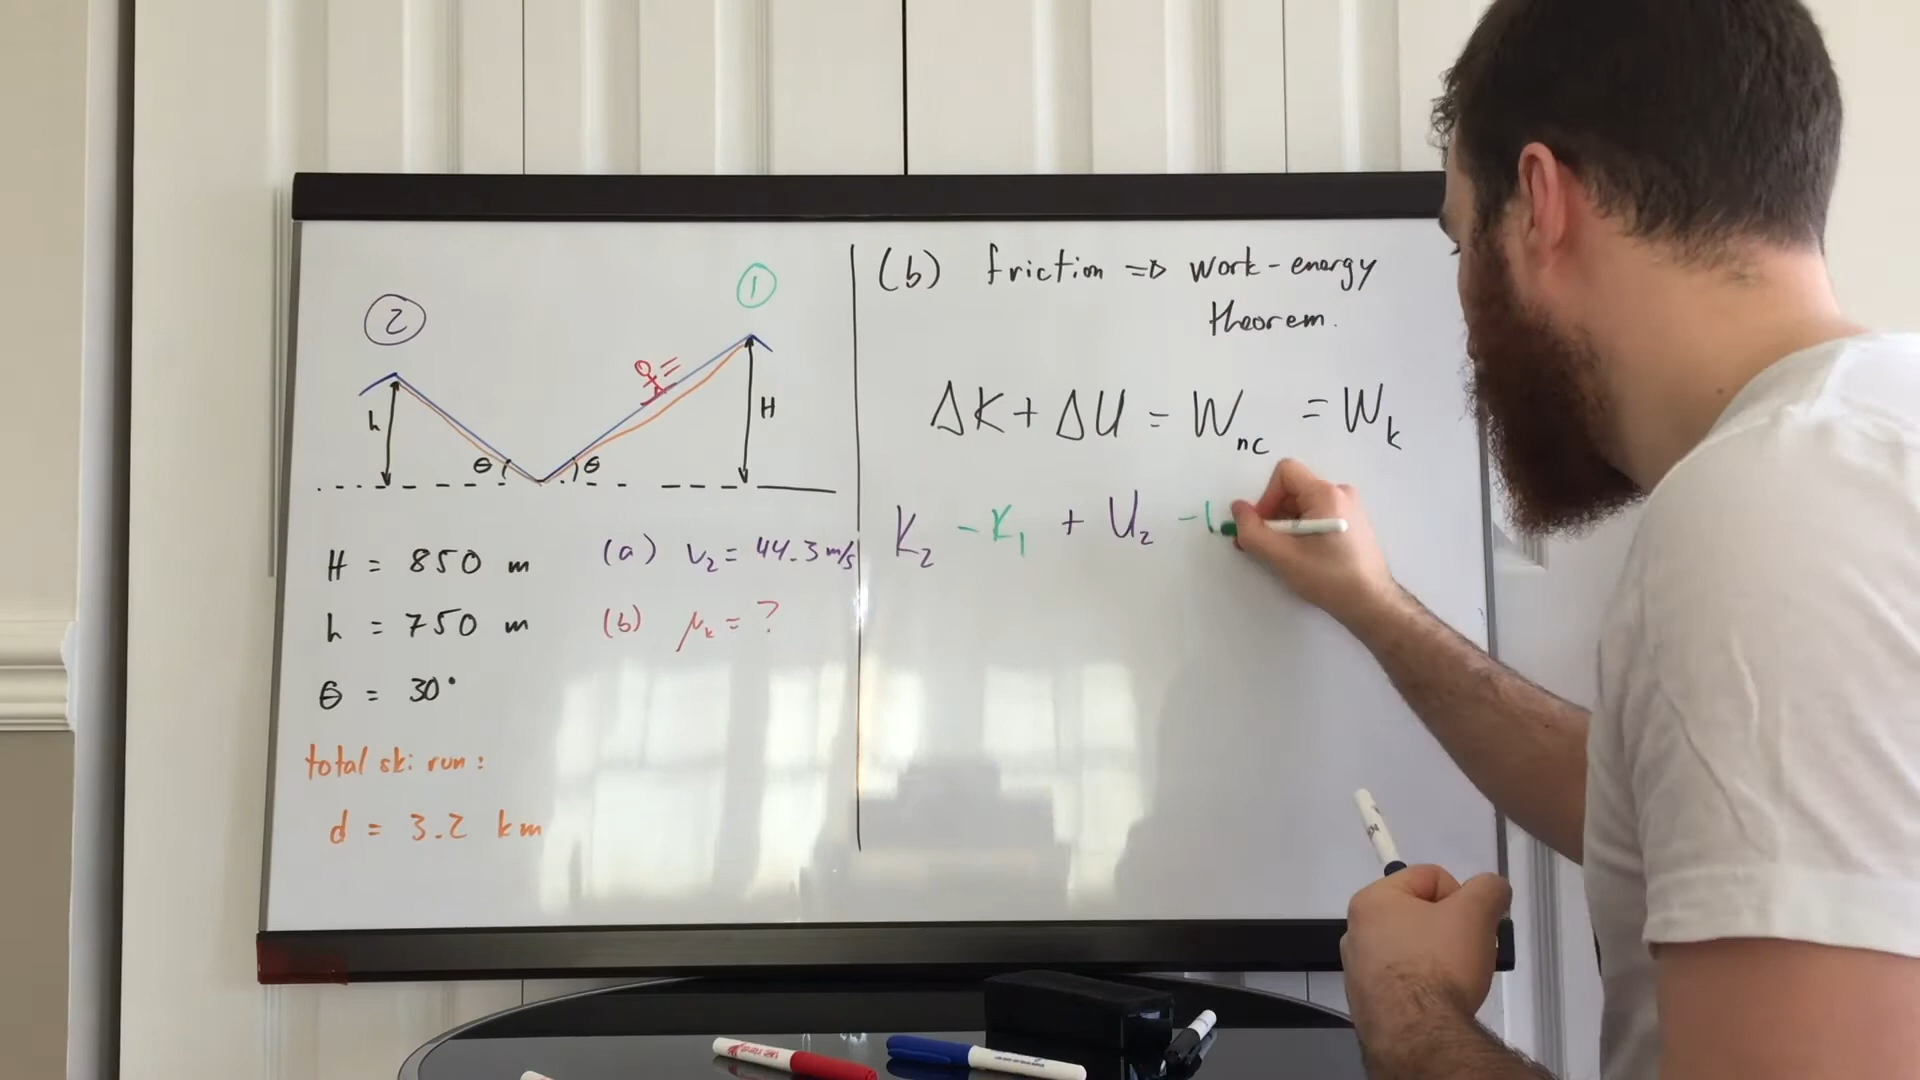 2
1
h
H
θ
θ
H = 850 m
h = 750 m
θ = 30°
total ski run:
d = 3.2 km
(a) v₂ = 44.3 m/s
(b) μₖ = ?
(b) friction => work-energy
theorem.
ΔK + ΔU = W_nc = W_k
K₂ - K₁ + U₂ -